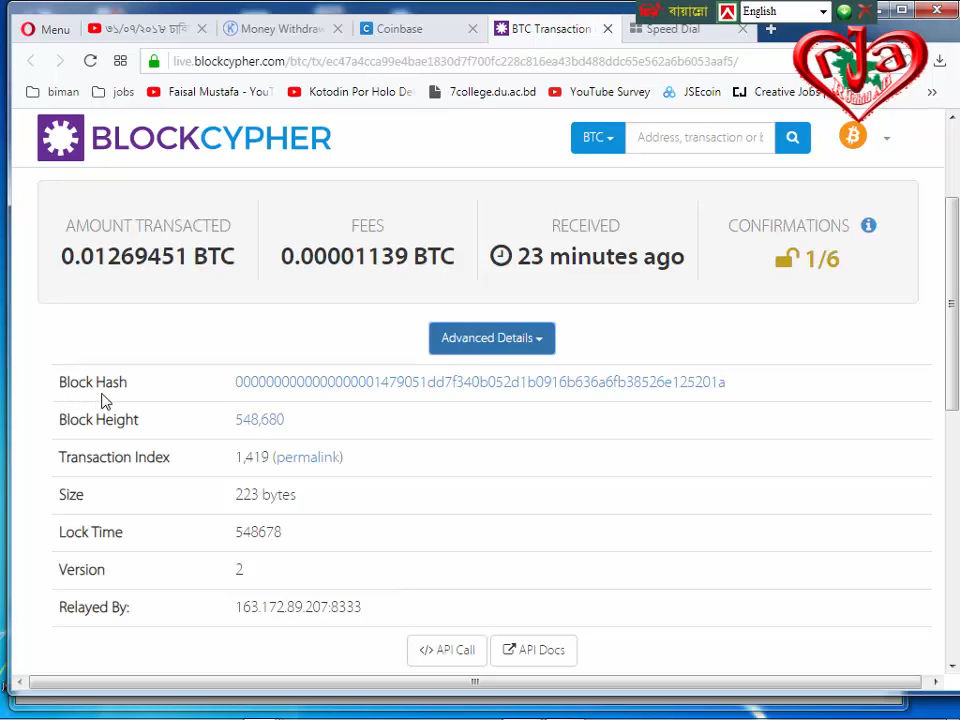 বায়ান্নো English
Menu ৩১/০৭/২০১৮ Money Withdraw Coinbase BTC Transaction Speed Dial
live.blockcypher.com/btc/tx/ec47a4cca99e4bae1830d7f700fc228c816ea43bd488ddc65e562a6b6053aaf5/
biman jobs Faisal Mustafa - YouT Kotodin Por Holo De 7college.du.ac.bd YouTube Survey JSEcoin Creative Jobs
rja
BLOCKCYPHER BTC Address, transaction or b
AMOUNT TRANSACTED FEES RECEIVED CONFIRMATIONS
0.01269451 BTC 0.00001139 BTC 23 minutes ago 1/6
Advanced Details
Block Hash 0000000000000000001479051dd7f340b052d1b0916b636a6fb38526e125201a
Block Height 548,680
Transaction Index 1,419 (permalink)
Size 223 bytes
Lock Time 548678
Version 2
Relayed By: 163.172.89.207:8333
</> API Call API Docs